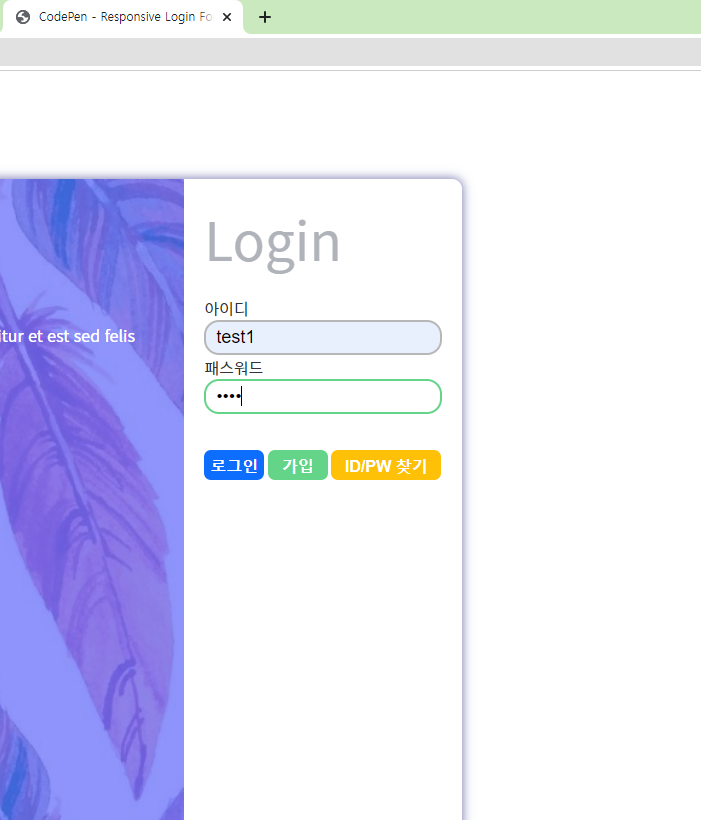 CodePen - Responsive Login Fo
Login
아이디
itur et est sed felis
test1
패스워드
••••
로그인 가입 ID/PW 찾기